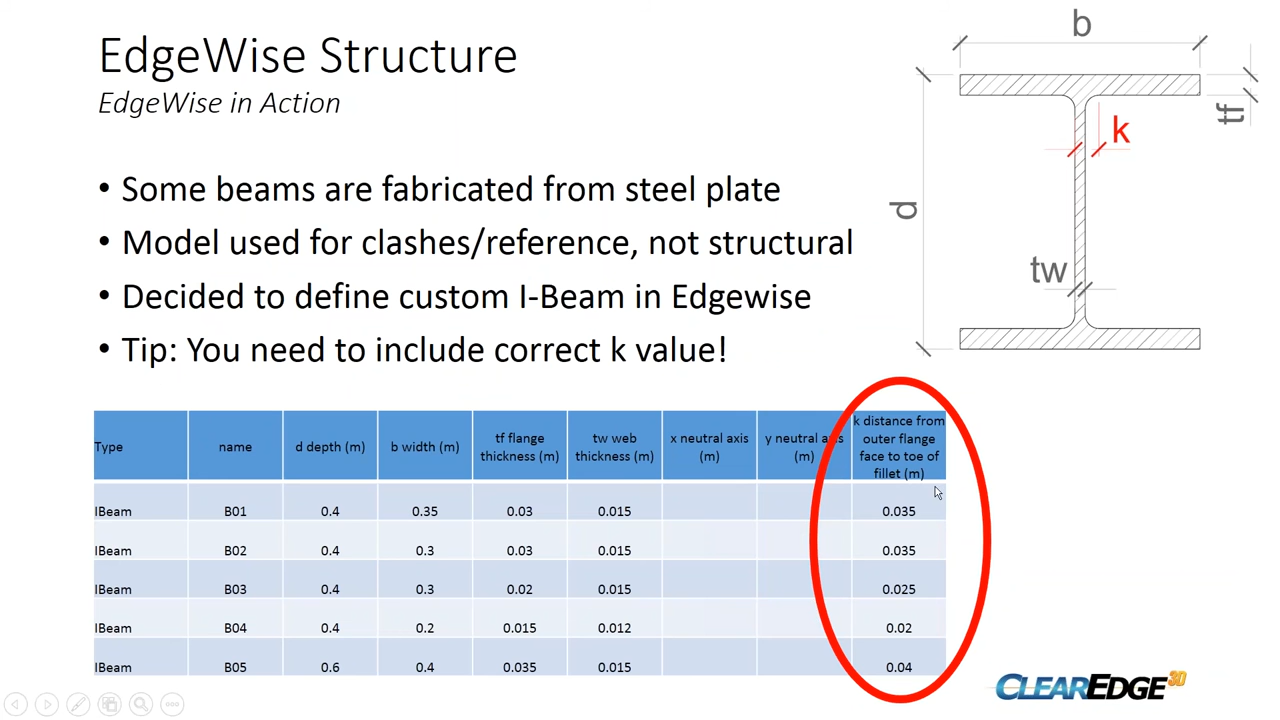 EdgeWise Structure
EdgeWise in Action
• Some beams are fabricated from steel plate
• Model used for clashes/reference, not structural
• Decided to define custom I-Beam in Edgewise
• Tip: You need to include correct k value!
b
tf
k
d
tw
Type name d depth (m) b width (m) tf flange thickness (m) tw web thickness (m) x neutral axis (m) y neutral axis (m) k distance from outer flange face to toe of fillet (m)
IBeam B01 0.4 0.35 0.03 0.015 0.035
IBeam B02 0.4 0.3 0.03 0.015 0.035
IBeam B03 0.4 0.3 0.02 0.015 0.025
IBeam B04 0.4 0.2 0.015 0.012 0.02
IBeam B05 0.6 0.4 0.035 0.015 0.04
CLEAREDGE 3D